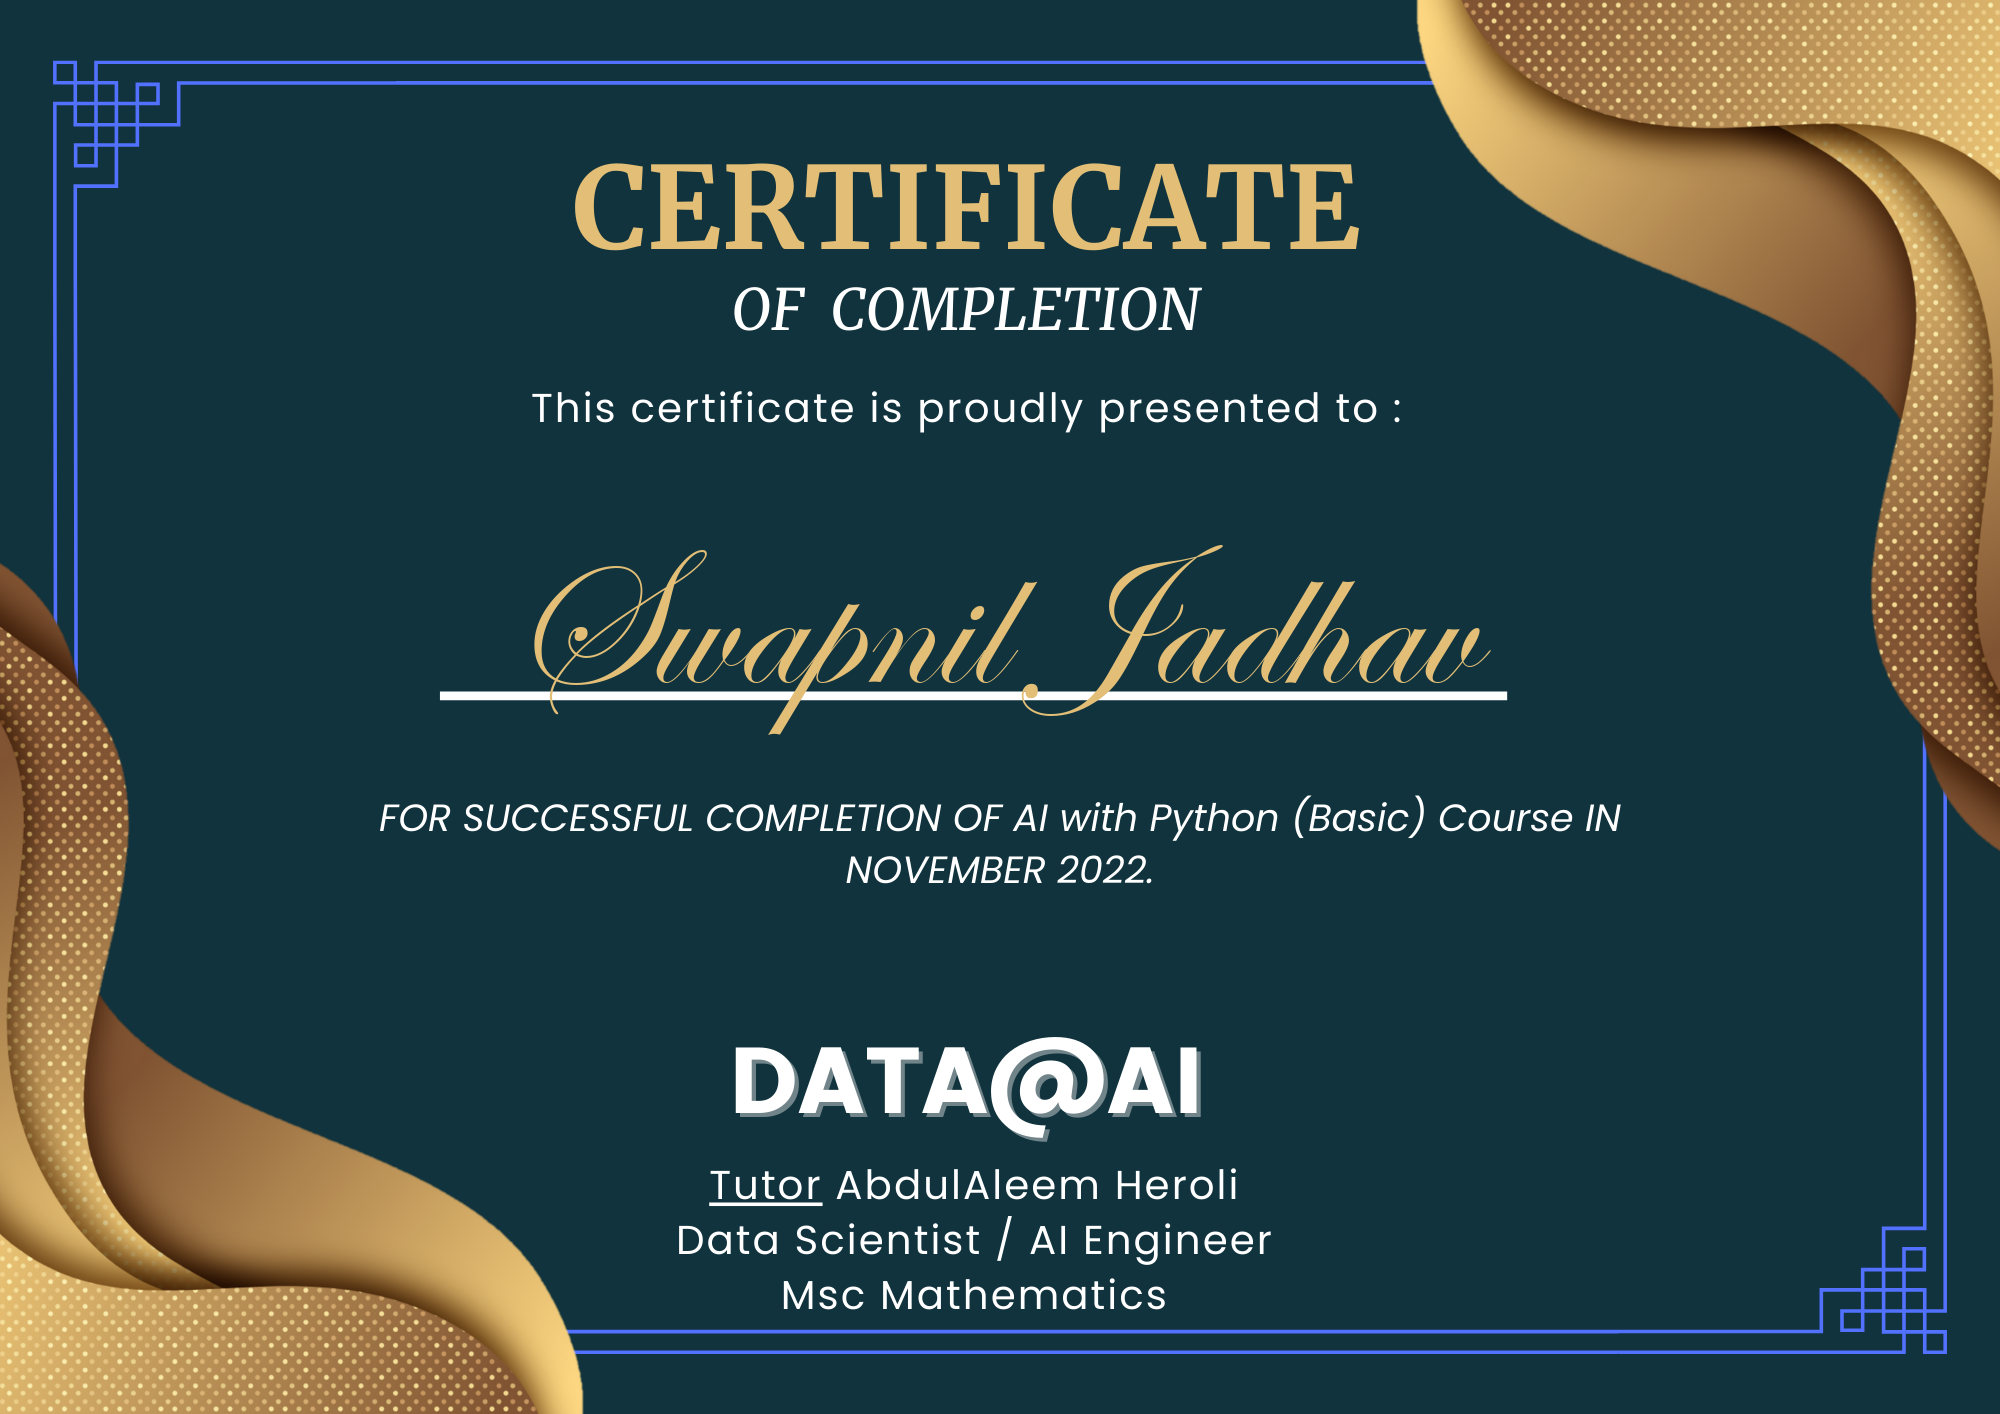 CERTIFICATE
OF COMPLETION
This certificate is proudly presented to :
Swapnil Jadhav
FOR SUCCESSFUL COMPLETION OF AI with Python (Basic) Course IN
NOVEMBER 2022.
DATA@AI
Tutor AbdulAleem Heroli
Data Scientist / AI Engineer
Msc Mathematics